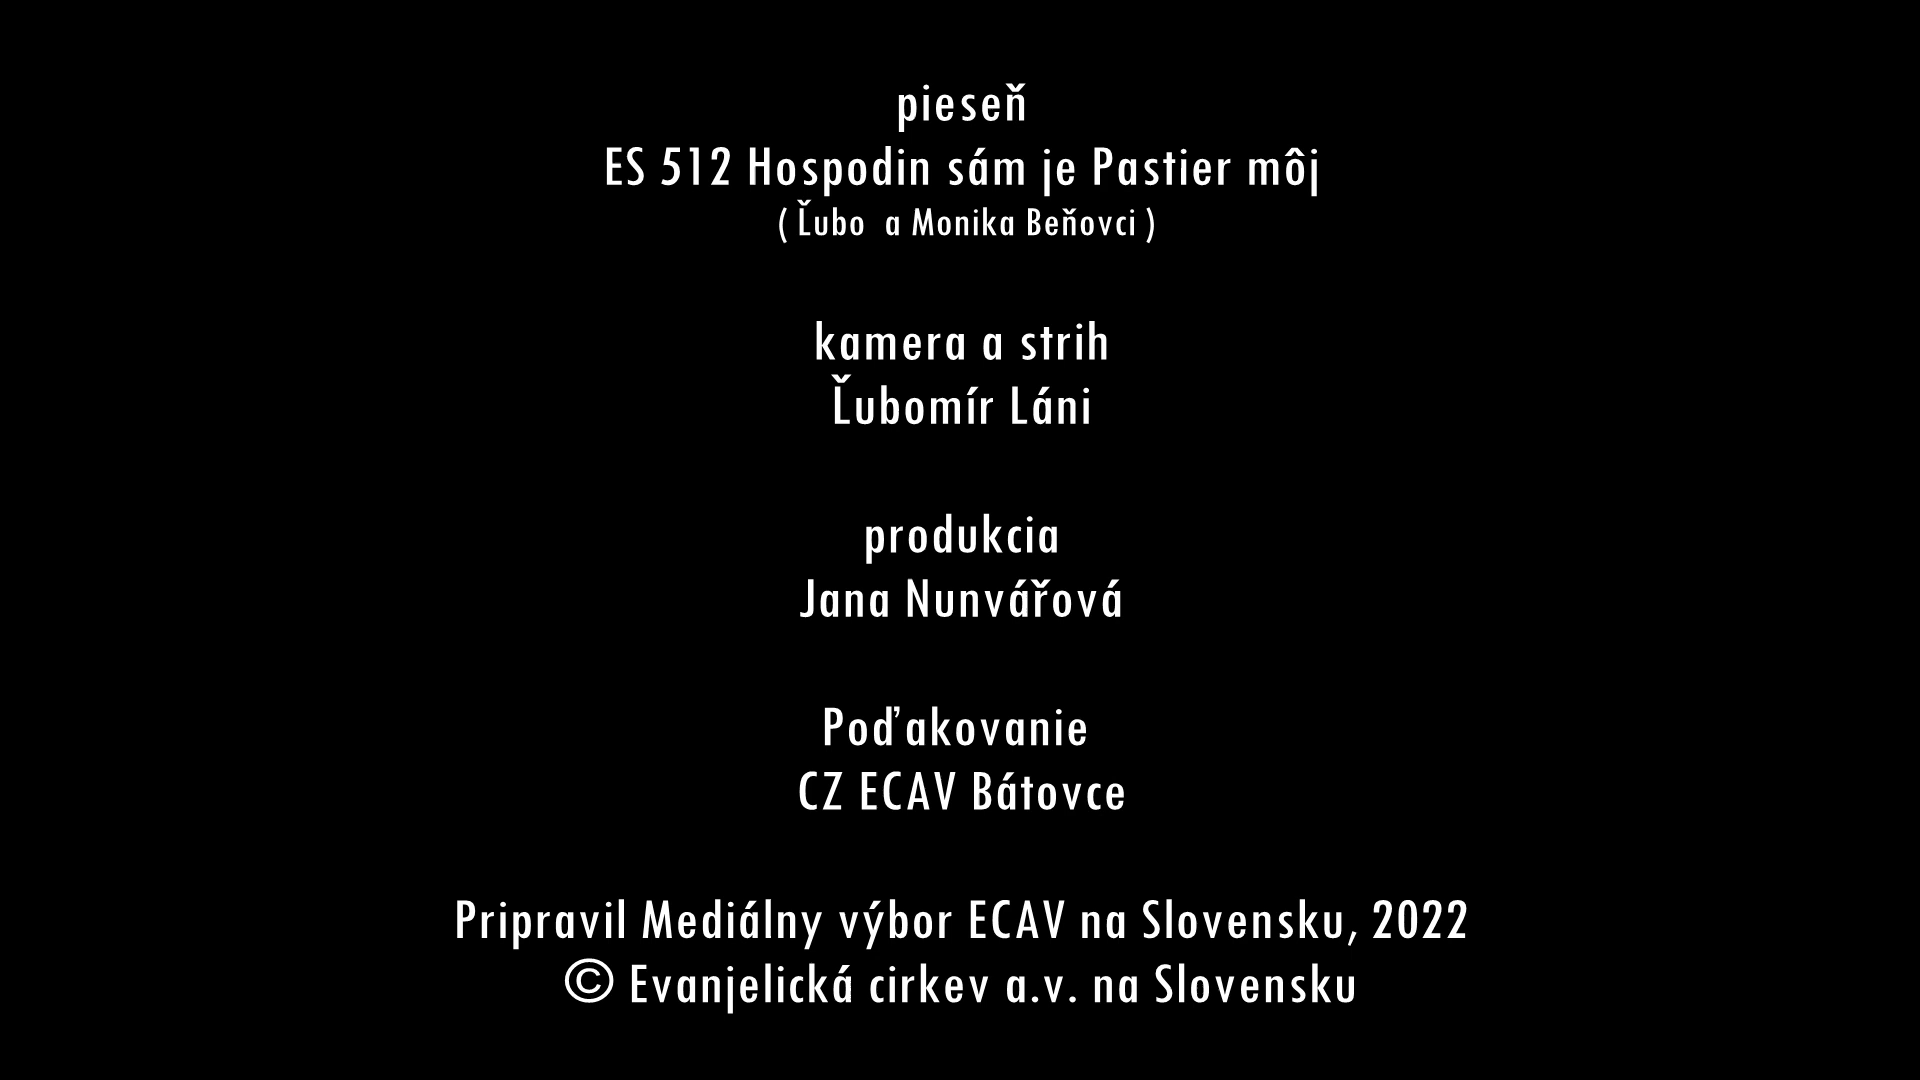 pieseň
ES 512 Hospodin sám je Pastier môj
( Ľubo a Monika Beňovci )
kamera a strih
Ľubomír Láni
produkcia
Jana Nunvářová
Poďakovanie
CZ ECAV Bátovce
Pripravil Mediálny výbor ECAV na Slovensku, 2022
© Evanjelická cirkev a.v. na Slovensku